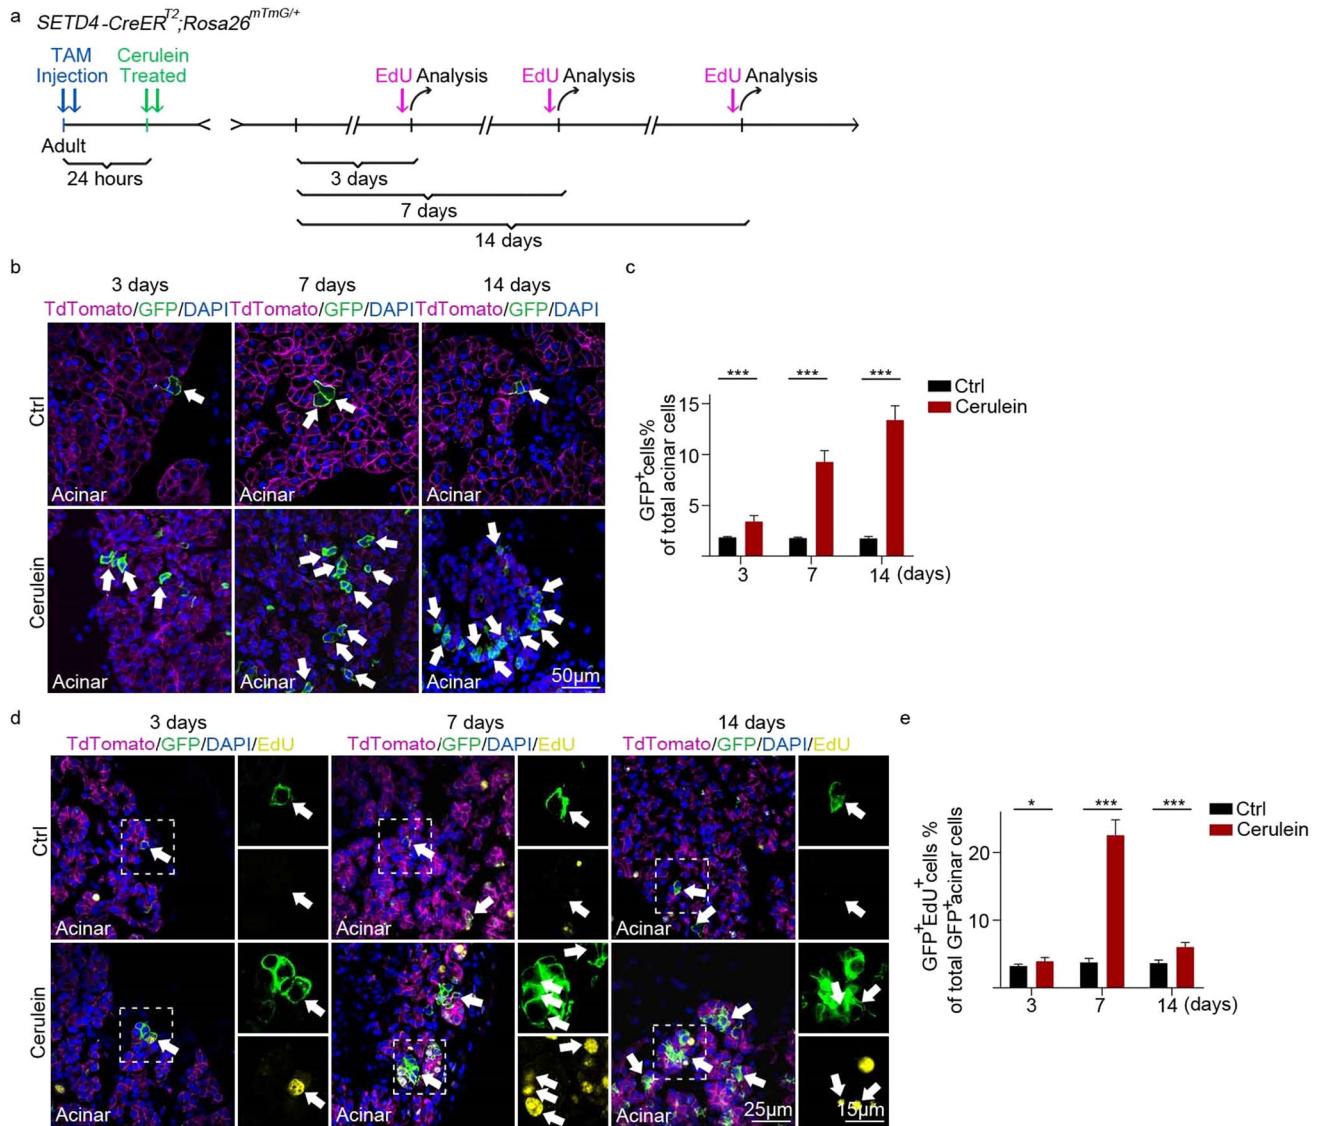 a SETD4-CreER^T2;Rosa26^mTmG/+
TAM Injection
Cerulein Treated
EdU Analysis
EdU Analysis
EdU Analysis
Adult
24 hours
3 days
7 days
14 days
b
3 days 7 days 14 days
TdTomato/GFP/DAPI TdTomato/GFP/DAPI TdTomato/GFP/DAPI
Ctrl
Acinar Acinar Acinar
Cerulein
Acinar Acinar Acinar
50µm
c
GFP+cells%
of total acinar cells
*** *** ***
Ctrl
Cerulein
15
10
5
3 7 14 (days)
d
3 days 7 days 14 days
TdTomato/GFP/DAPI/EdU TdTomato/GFP/DAPI/EdU TdTomato/GFP/DAPI/EdU
Ctrl
Acinar Acinar Acinar
Cerulein
Acinar Acinar Acinar
25µm 15µm
e
GFP+EdU+cells %
of total GFP+acinar cells
* *** ***
Ctrl
Cerulein
20
10
3 7 14 (days)